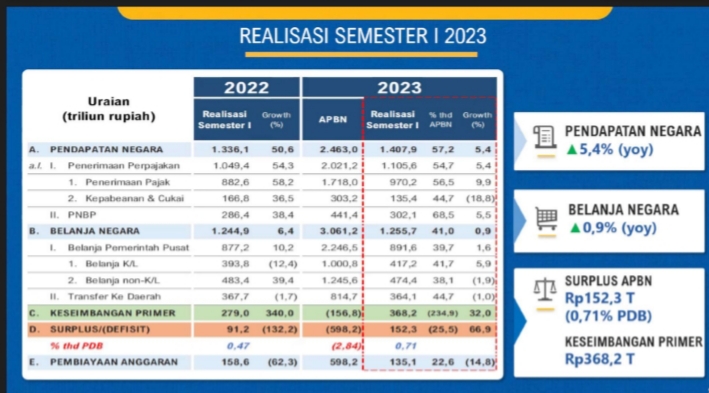 REALISASI SEMESTER I 2023
Uraian (triliun rupiah) 2022 2023
Realisasi Semester I Growth (%) APBN Realisasi Semester I % thd APBN Growth (%)
A. PENDAPATAN NEGARA 1.336,1 50,6 2.463,0 1.407,9 57,2 5,4
a.l. I. Penerimaan Perpajakan 1.049,4 54,3 2.021,2 1.105,6 54,7 5,4
1. Penerimaan Pajak 882,6 58,2 1.718,0 970,2 56,5 9,9
2. Kepabeanan & Cukai 166,8 36,5 303,2 135,4 44,7 (18,8)
II. PNBP 286,4 38,4 441,4 302,1 68,5 5,5
B. BELANJA NEGARA 1.244,9 6,4 3.061,2 1.255,7 41,0 0,9
I. Belanja Pemerintah Pusat 877,2 10,2 2.246,5 891,6 39,7 1,6
1. Belanja K/L 393,8 (12,4) 1.000,8 417,2 41,7 5,9
2. Belanja non-K/L 483,4 39,4 1.245,6 474,4 38,1 (1,9)
II. Transfer Ke Daerah 367,7 (1,7) 814,7 364,1 44,7 (1,0)
C. KESEIMBANGAN PRIMER 279,0 340,0 (156,8) 368,2 (234,9) 32,0
D. SURPLUS/(DEFISIT) 91,2 (132,2) (598,2) 152,3 (25,5) 66,9
% thd PDB 0,47 (2,84) 0,71
E. PEMBIAYAAN ANGGARAN 158,6 (62,3) 598,2 135,1 22,6 (14,8)
PENDAPATAN NEGARA
▲5,4% (yoy)
BELANJA NEGARA
▲0,9% (yoy)
SURPLUS APBN
Rp152,3 T
(0,71% PDB)
KESEIMBANGAN PRIMER
Rp368,2 T